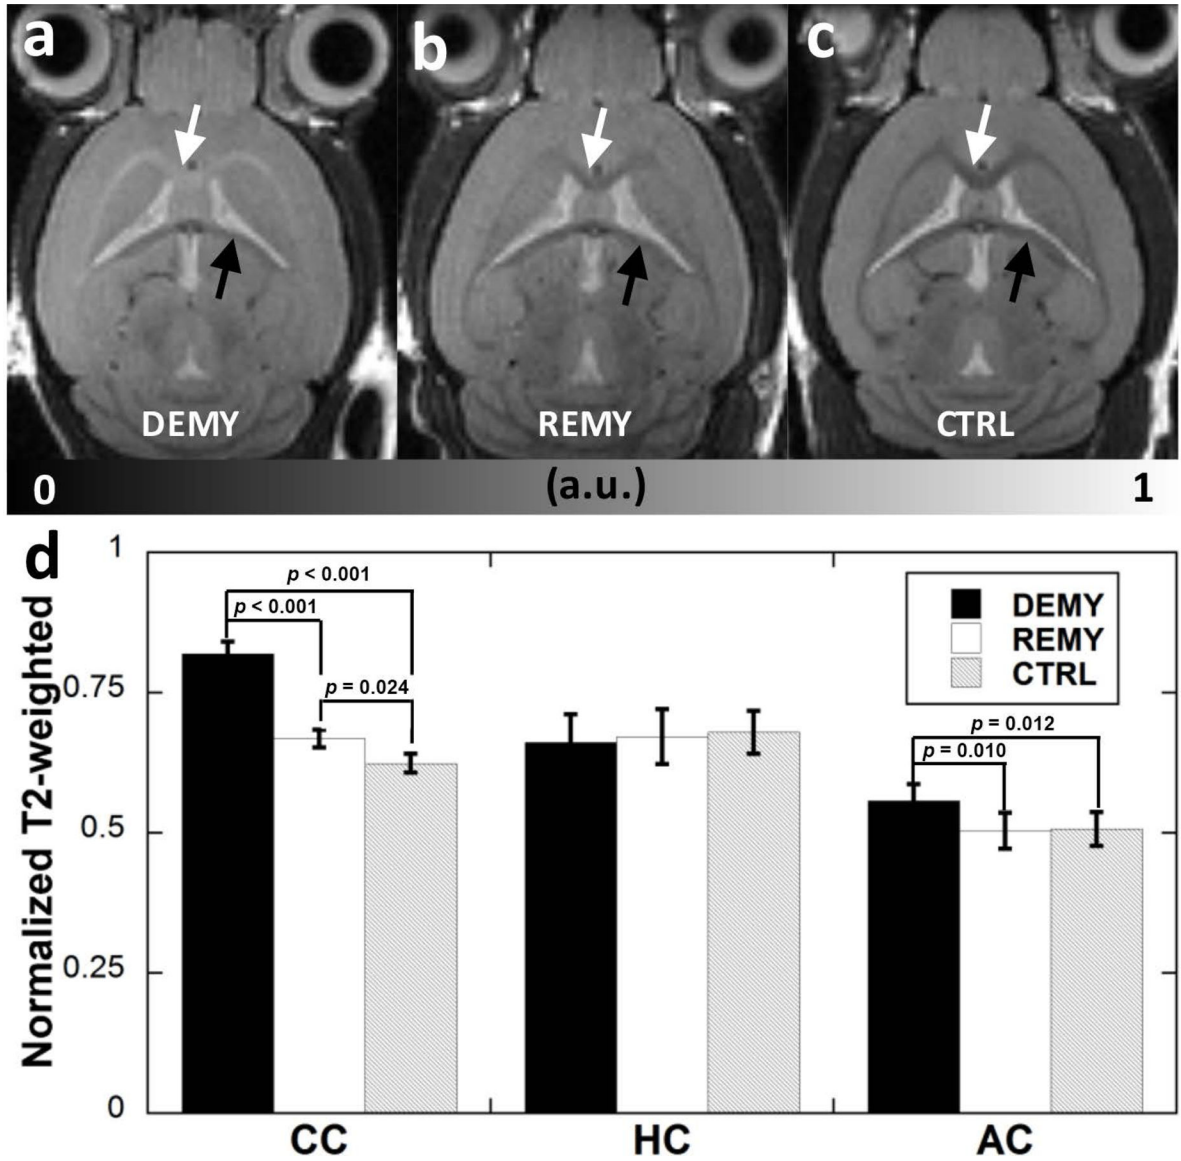 a
b
c
DEMY
REMY
CTRL
0
(a.u.)
1
d
Normalized T2-weighted
1
0.75
0.5
0.25
0
p < 0.001
p < 0.001
p = 0.024
p = 0.012
p = 0.010
DEMY
REMY
CTRL
CC
HC
AC